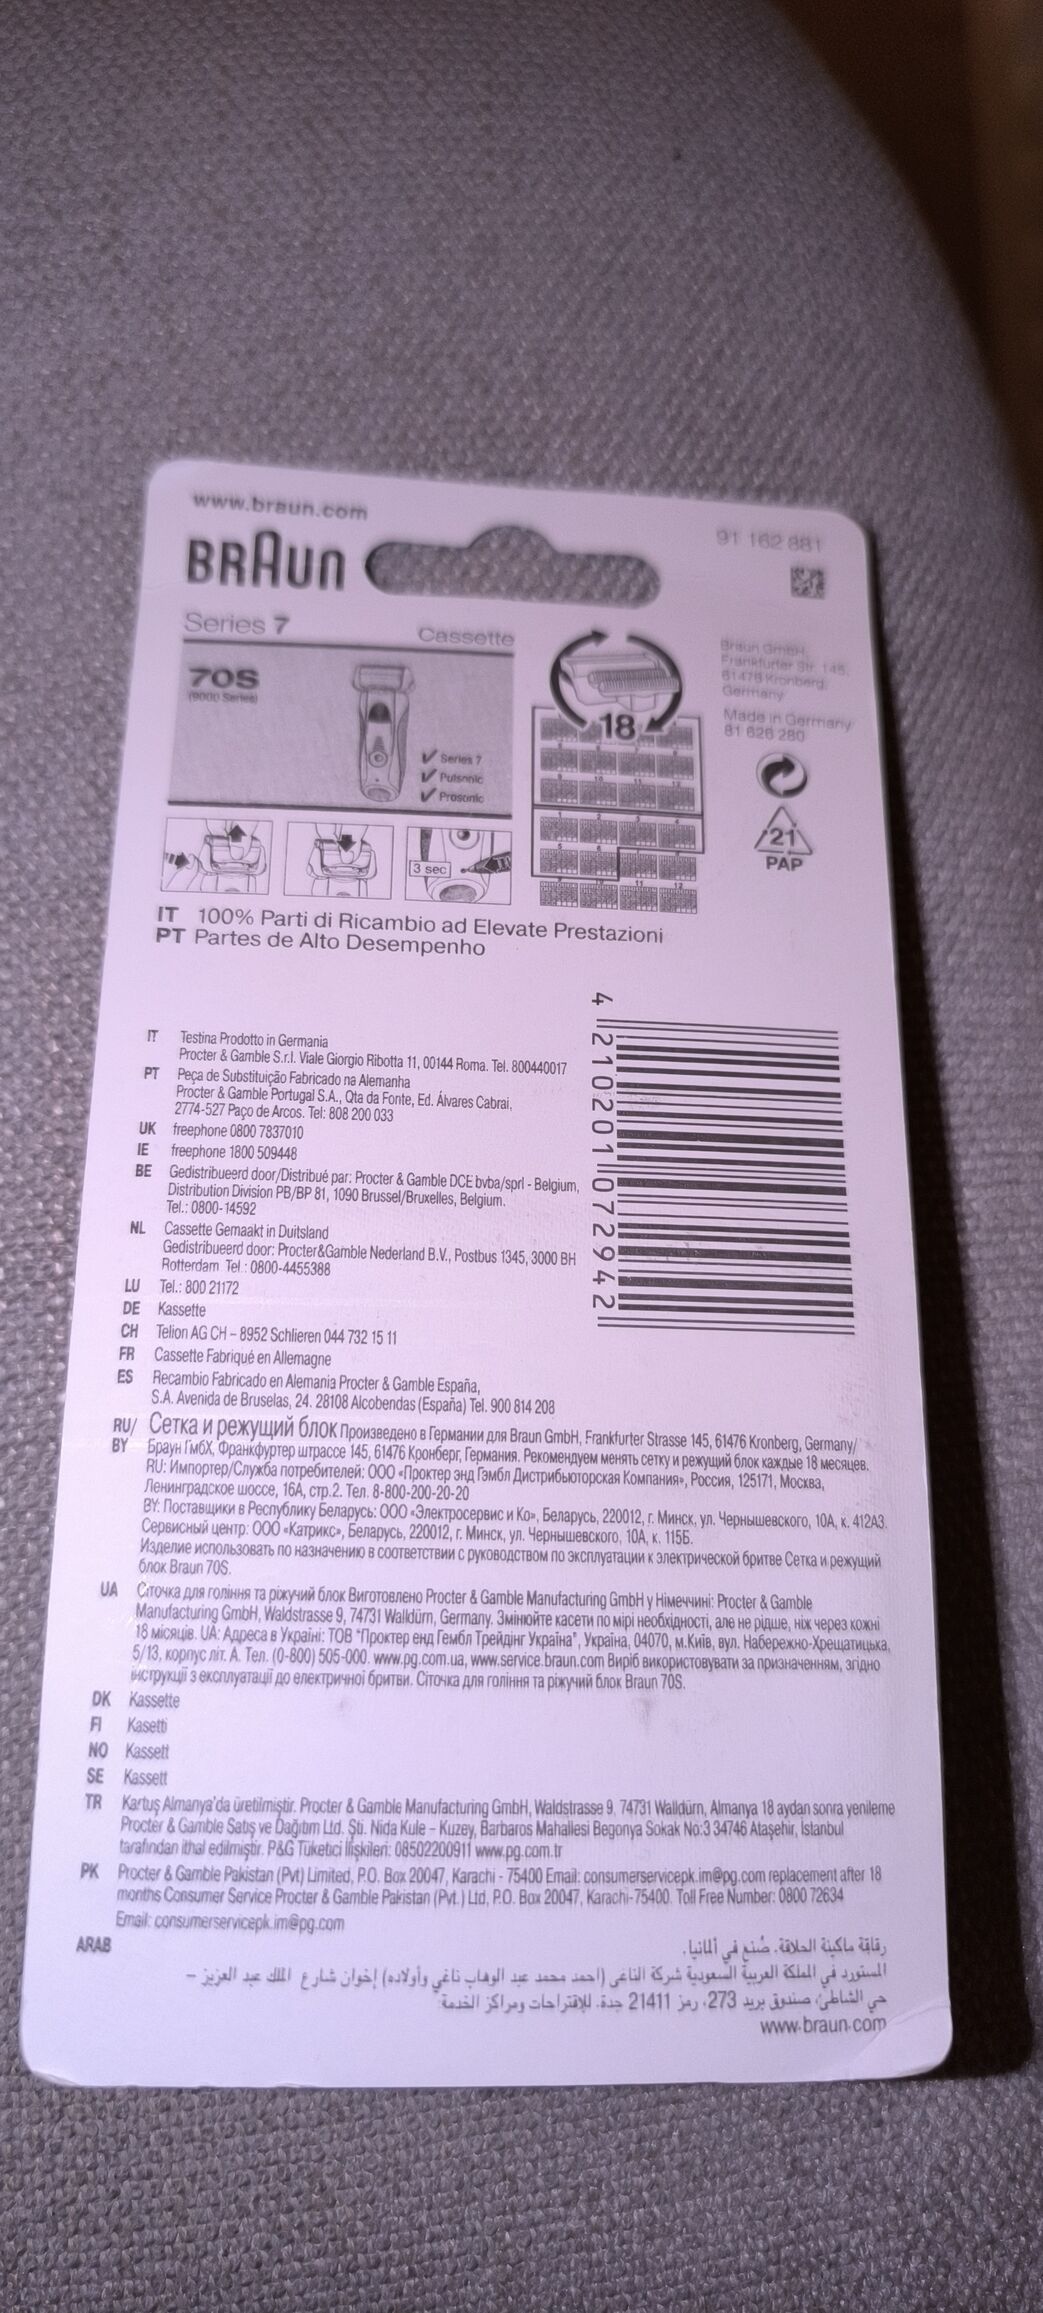 www.braun.com
BRAUN
91 162 881
Series 7
Cassette
70S
(9000 Series)
✓ Series 7
✓ Pulsonic
✓ Prosonic
18
Braun GmbH,
Frankfurter Str. 145,
61476 Kronberg,
Germany
Made in Germany
81 626 280
21
PAP
3 sec
IT 100% Parti di Ricambio ad Elevate Prestazioni
PT Partes de Alto Desempenho
4 210201 072942
IT Testina Prodotto in Germania
Procter & Gamble S.r.l. Viale Giorgio Ribotta 11, 00144 Roma. Tel. 800440017
PT Peça de Substituição Fabricado na Alemanha
Procter & Gamble Portugal S.A., Qta da Fonte, Ed. Álvares Cabral,
2774-527 Paço de Arcos. Tel: 808 200 033
UK freephone 0800 7837010
IE freephone 1800 509448
BE Gedistribueerd door/Distribué par: Procter & Gamble DCE bvba/sprl - Belgium,
Distribution Division PB/BP 81, 1090 Brussel/Bruxelles, Belgium.
Tel.: 0800-14592
NL Cassette Gemaakt in Duitsland
Gedistribueerd door: Procter&Gamble Nederland B.V., Postbus 1345, 3000 BH
Rotterdam Tel.: 0800-4455388
LU Tel.: 800 21172
DE Kassette
CH Telion AG CH – 8952 Schlieren 044 732 15 11
FR Cassette Fabriqué en Allemagne
ES Recambio Fabricado en Alemania Procter & Gamble España,
S.A. Avenida de Bruselas, 24. 28108 Alcobendas (España) Tel. 900 814 208
RU/ Сетка и режущий блок Произведено в Германии для Braun GmbH, Frankfurter Strasse 145, 61476 Kronberg, Germany/
BY Браун ГмбХ, Франкфуртер штрассе 145, 61476 Кронберг, Германия. Рекомендуем менять сетку и режущий блок каждые 18 месяцев.
RU: Импортер/Служба потребителей: ООО «Проктер энд Гэмбл Дистрибьюторская Компания», Россия, 125171, Москва,
Ленинградское шоссе, 16А, стр.2. Тел. 8-800-200-20-20
BY: Поставщики в Республику Беларусь: ООО «Электросервис и Ко», Беларусь, 220012, г. Минск, ул. Чернышевского, 10А, к. 412А3.
Сервисный центр: ООО «Катрикс», Беларусь, 220012, г. Минск, ул. Чернышевского, 10А, к. 115Б.
Изделие использовать по назначению в соответствии с руководством по эксплуатации к электрической бритве Сетка и режущий
блок Braun 70S.
UA Сіточка для гоління та ріжучий блок Виготовлено Procter & Gamble Manufacturing GmbH у Німеччині: Procter & Gamble
Manufacturing GmbH, Waldstrasse 9, 74731 Walldürn, Germany. Змінюйте касети по мірі необхідності, але не рідше, ніж через кожні
18 місяців. UA: Адреса в Україні: ТОВ "Проктер енд Гембл Трейдінг Україна", Україна, 04070, м.Київ, вул. Набережно-Хрещатицька,
5/13, корпус літ. А. Тел. (0-800) 505-000. www.pg.com.ua, www.service.braun.com Виріб використовувати за призначенням, згідно
інструкції з експлуатації до електричної бритви. Сіточка для гоління та ріжучий блок Braun 70S.
DK Kassette
FI Kasetti
NO Kassett
SE Kassett
TR Kartuş Almanya'da üretilmiştir. Procter & Gamble Manufacturing GmbH, Waldstrasse 9, 74731 Walldürn, Almanya 18 aydan sonra yenileme
Procter & Gamble Satış ve Dağıtım Ltd. Şti. Nida Kule – Kuzey, Barbaros Mahallesi Begonya Sokak No:3 34746 Ataşehir, İstanbul
tarafından ithal edilmiştir. P&G Tüketici İlişkileri: 08502200911 www.pg.com.tr
PK Procter & Gamble Pakistan (Pvt) Limited, P.O. Box 20047, Karachi - 75400 Email: consumerservicepk.im@pg.com replacement after 18
months Consumer Service Procter & Gamble Pakistan (Pvt.) Ltd, P.O. Box 20047, Karachi-75400. Toll Free Number: 0800 72634
Email: consumerservicepk.im@pg.com
ARAB رقاقة ماكينة الحلاقة. صُنع في ألمانيا.
المستورد في المملكة العربية السعودية شركة الناغي (احمد محمد عبد الوهاب ناغي وأولاده) إخوان شارع الملك عبد العزيز –
حي الشاطئ، صندوق بريد 273، رمز 21411 جدة. للإقتراحات ومراكز الخدمة:
www.braun.com